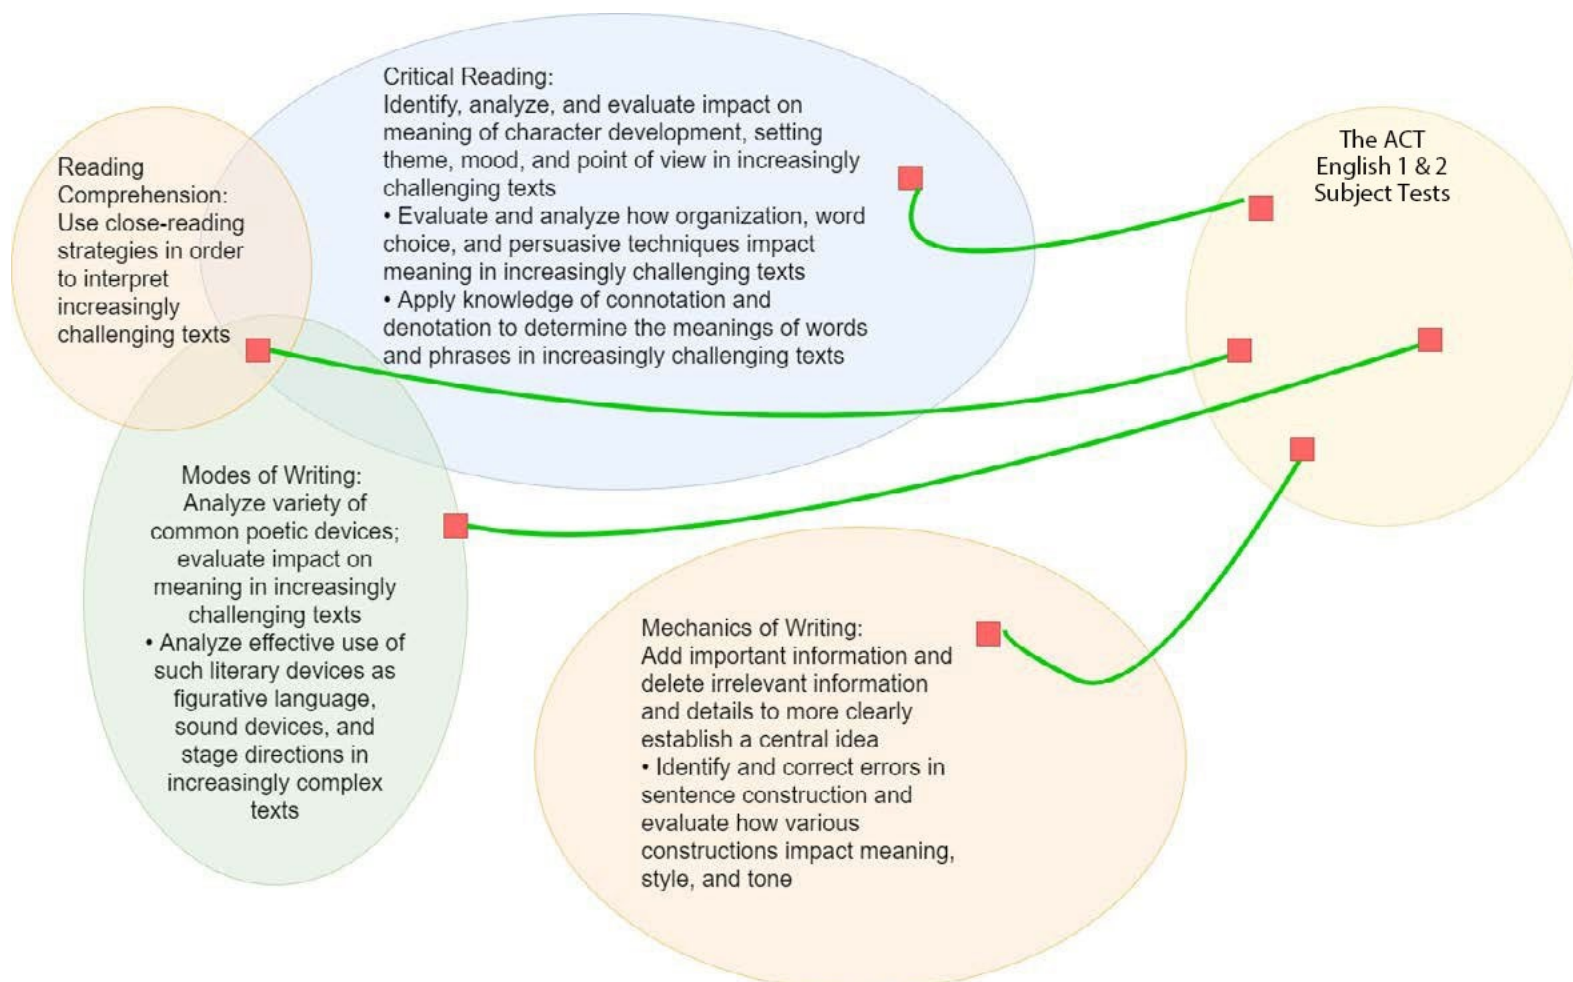 Critical Reading:
Identify, analyze, and evaluate impact on
meaning of character development, setting
theme, mood, and point of view in increasingly
challenging texts
• Evaluate and analyze how organization, word
choice, and persuasive techniques impact
meaning in increasingly challenging texts
• Apply knowledge of connotation and
denotation to determine the meanings of words
and phrases in increasingly challenging texts
Reading
Comprehension:
Use close-reading
strategies in order
to interpret
increasingly
challenging texts
The ACT
English 1 & 2
Subject Tests
Modes of Writing:
Analyze variety of
common poetic devices;
evaluate impact on
meaning in increasingly
challenging texts
• Analyze effective use of
such literary devices as
figurative language,
sound devices, and
stage directions in
increasingly complex
texts
Mechanics of Writing:
Add important information and
delete irrelevant information
and details to more clearly
establish a central idea
• Identify and correct errors in
sentence construction and
evaluate how various
constructions impact meaning,
style, and tone